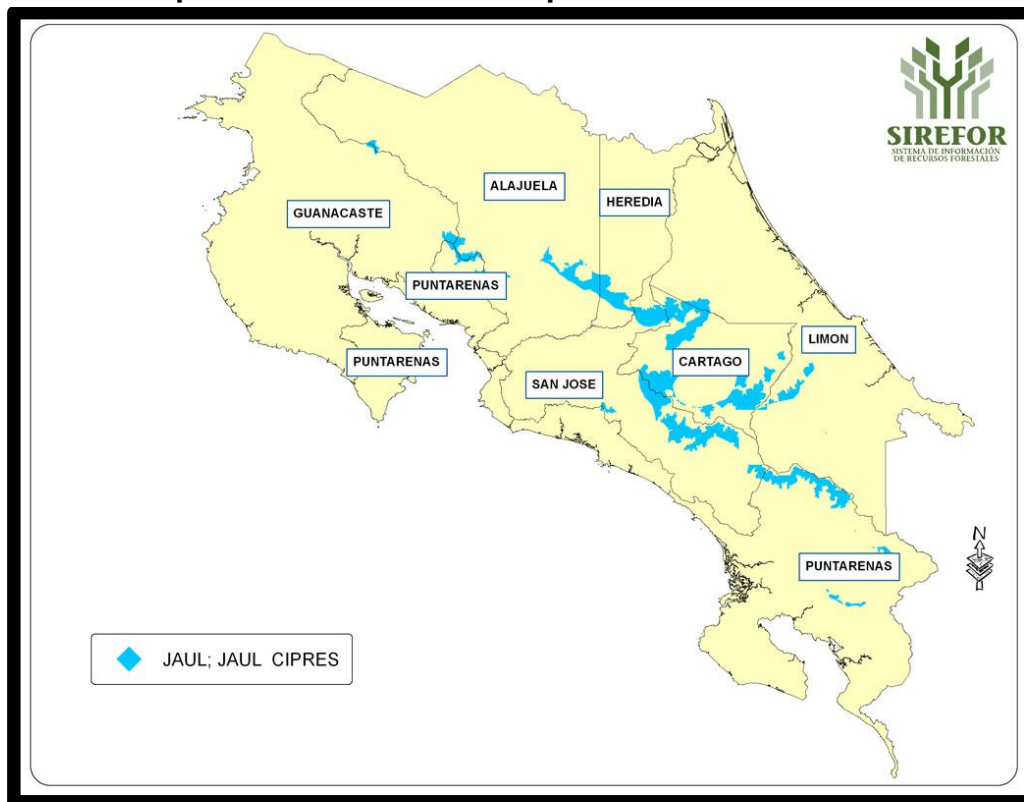 SIREFOR
SISTEMA DE INFORMACIÓN
DE RECURSOS FORESTALES
ALAJUELA
HEREDIA
GUANACASTE
PUNTARENAS
LIMON
PUNTARENAS
CARTAGO
SAN JOSE
N
PUNTARENAS
JAUL; JAUL CIPRES